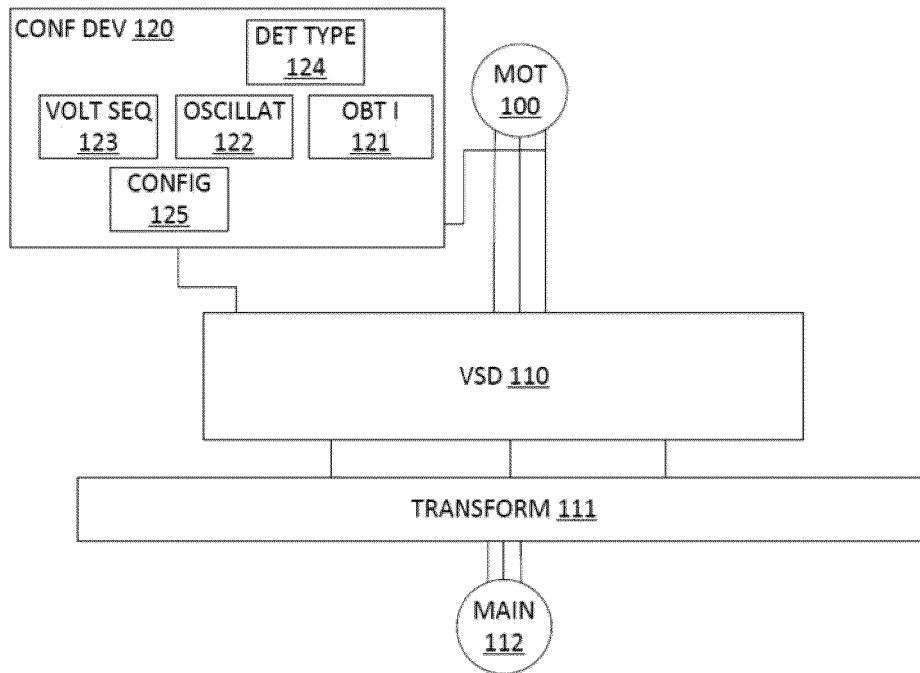 CONF DEV 120
DET TYPE
124
MOT
100
VOLT SEQ
123
OSCILLAT
122
OBT I
121
CONFIG
125
VSD 110
TRANSFORM 111
MAIN
112